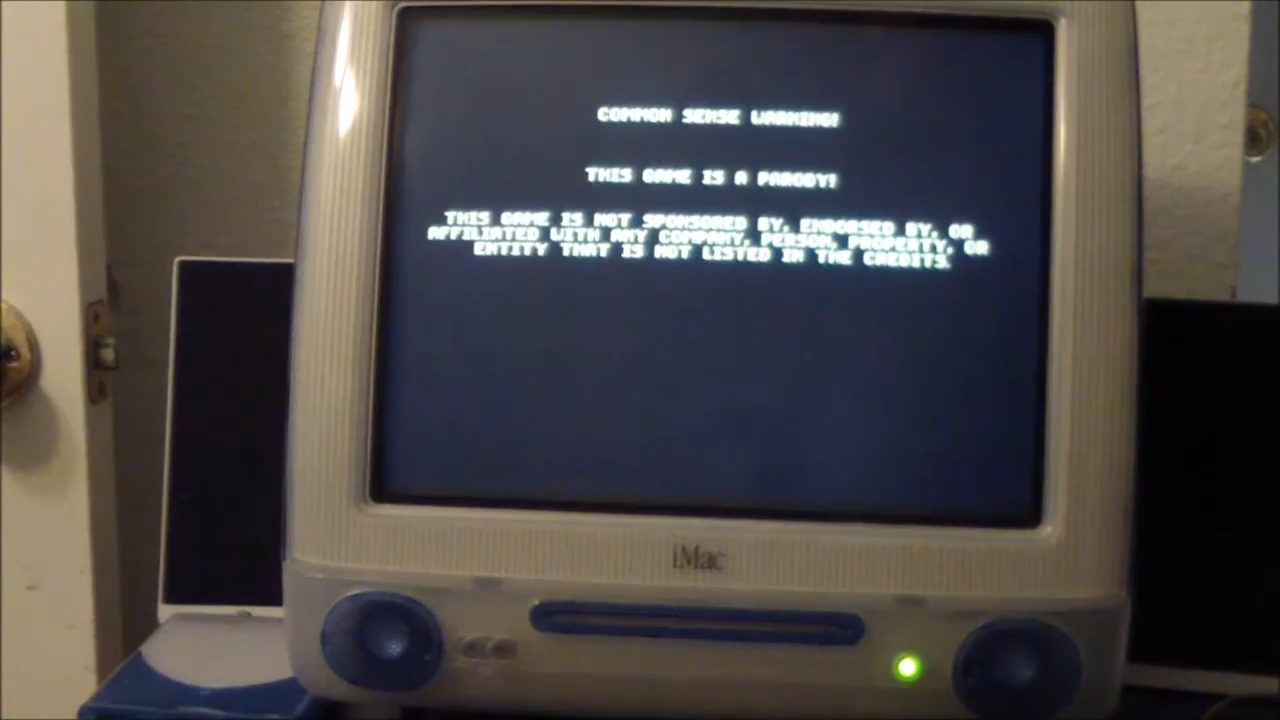 COMMON SENSE WARNING!
THIS GAME IS A PARODY!
THIS GAME IS NOT SPONSORED BY, ENDORSED BY, OR
AFFILIATED WITH ANY COMPANY, PERSON, PROPERTY, OR
ENTITY THAT IS NOT LISTED IN THE CREDITS.
iMac